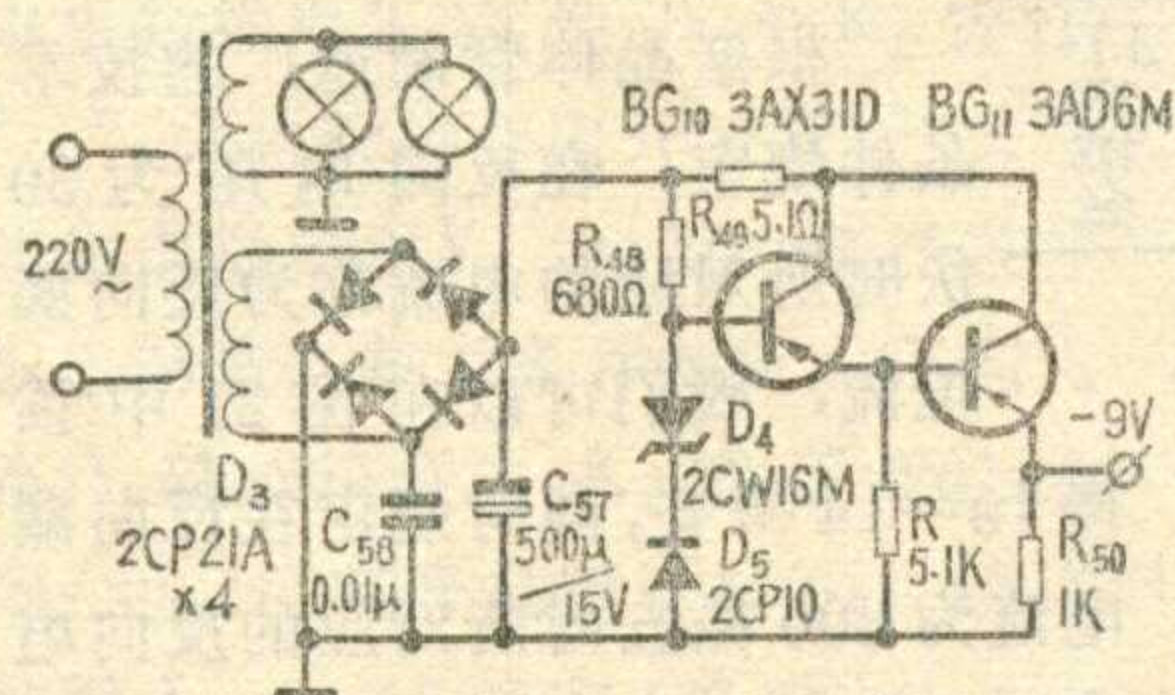 BG₁₀ 3AX31D BG₁₁ 3AD6M
220V
~
R₄₈
680Ω
R₄₉ 5.1Ω
D₃
2CP21A
x4
C₅₈
0.01μ
C₅₇
500μ
15V
D₄
2CW16M
D₅
2CP10
R
5.1K
-9V
R₅₀
1K